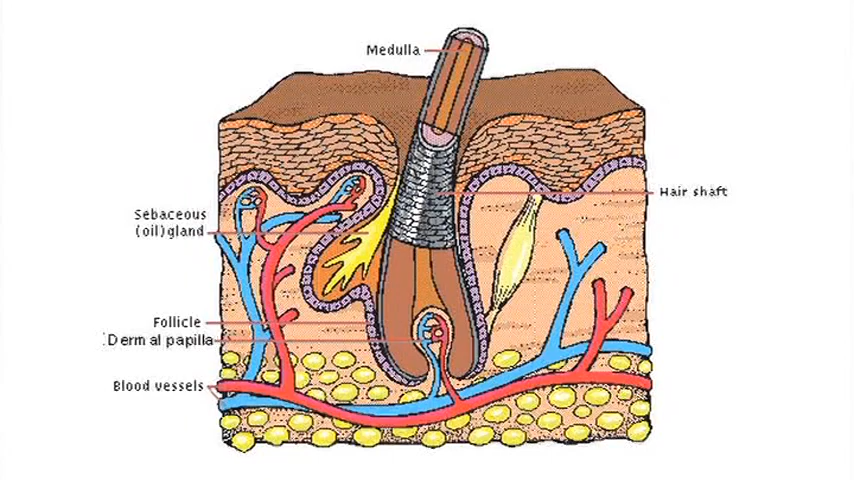 Medulla
Hair shaft
Sebaceous
(oil)gland
Follicle
Dermal papilla
Blood vessels